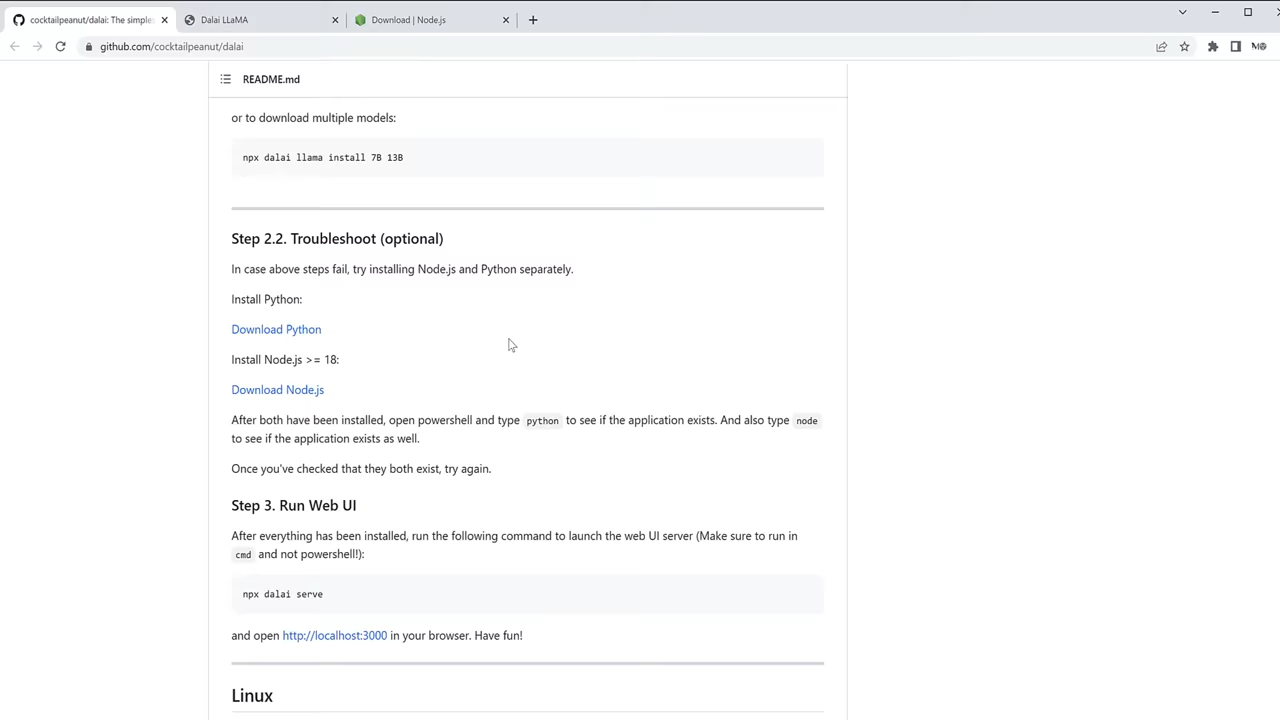 cocktailpeanut/dalai: The simples
Dalai LLaMA
Download | Node.js
github.com/cocktailpeanut/dalai
README.md
or to download multiple models:
npx dalai llama install 7B 13B
Step 2.2. Troubleshoot (optional)
In case above steps fail, try installing Node.js and Python separately.
Install Python:
Download Python
Install Node.js >= 18:
Download Node.js
After both have been installed, open powershell and type python to see if the application exists. And also type node
to see if the application exists as well.
Once you've checked that they both exist, try again.
Step 3. Run Web UI
After everything has been installed, run the following command to launch the web UI server (Make sure to run in
cmd and not powershell!):
npx dalai serve
and open http://localhost:3000 in your browser. Have fun!
Linux